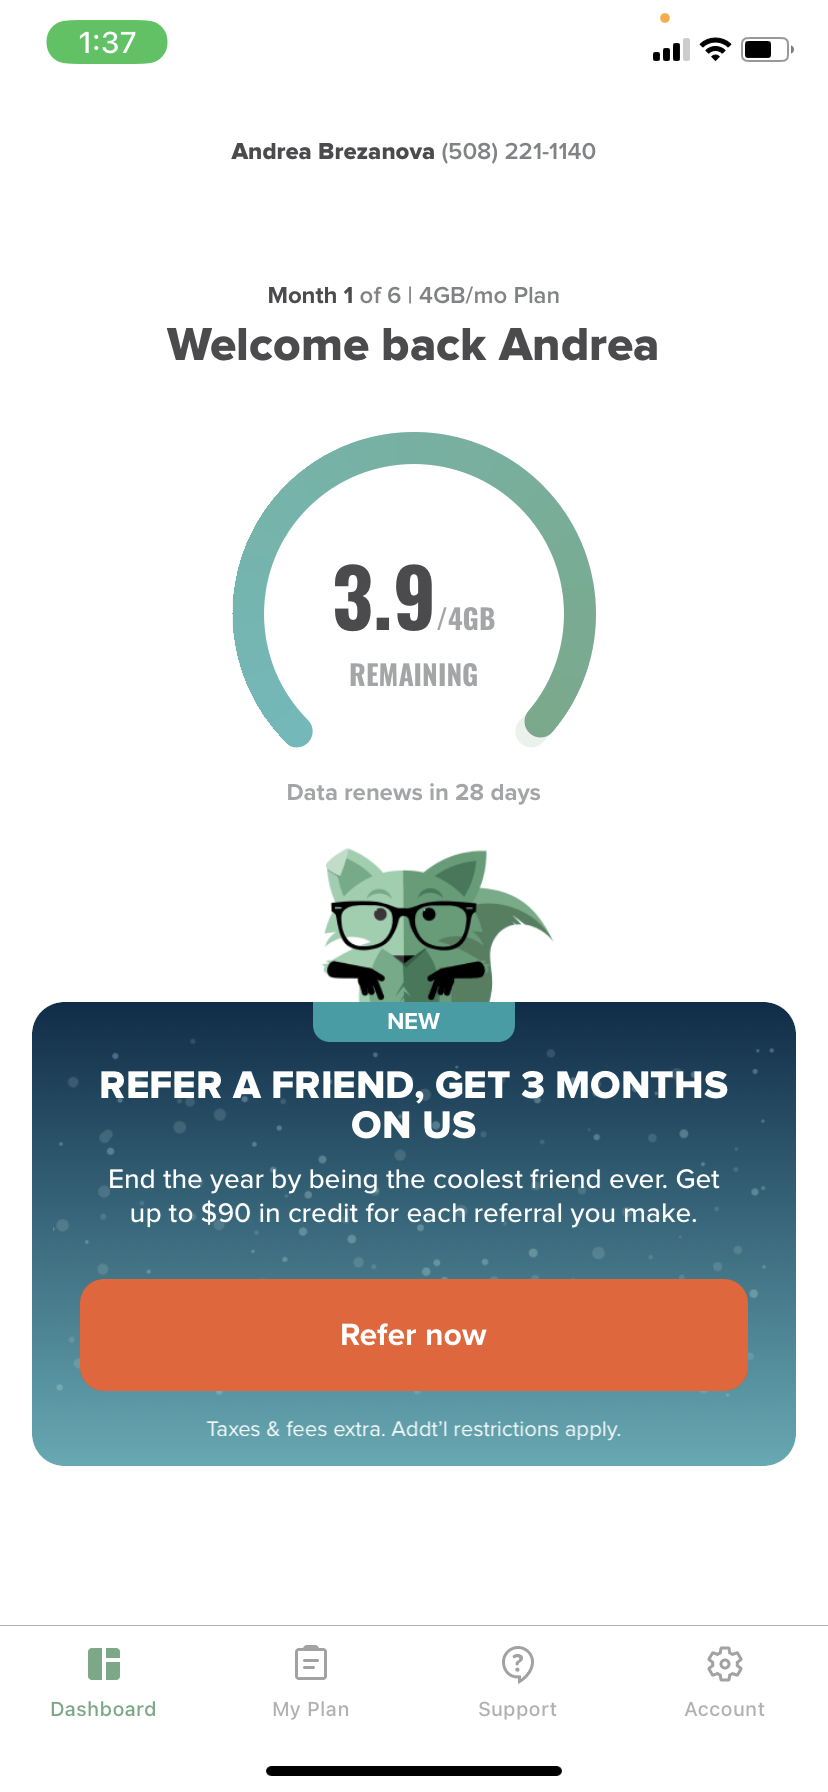 1:37
Andrea Brezanova (508) 221-1140
Month 1 of 6 | 4GB/mo Plan
Welcome back Andrea
3.9/4GB
REMAINING
Data renews in 28 days
NEW
REFER A FRIEND, GET 3 MONTHS
ON US
End the year by being the coolest friend ever. Get
up to $90 in credit for each referral you make.
Refer now
Taxes & fees extra. Addt'l restrictions apply.
Dashboard
My Plan
Support
Account